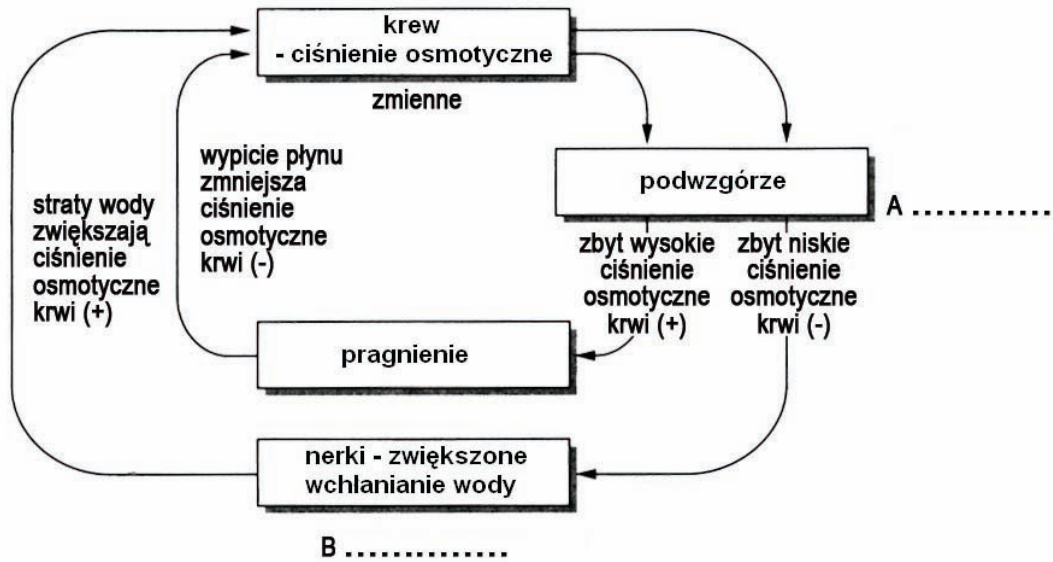 krew
- ciśnienie osmotyczne
zmienne
podwzgórze
A ............
wypicie płynu
zmniejsza
ciśnienie
osmotyczne
krwi (-)
straty wody
zwiększają
ciśnienie
osmotyczne
krwi (+)
zbyt wysokie
ciśnienie
osmotyczne
krwi (+)
zbyt niskie
ciśnienie
osmotyczne
krwi (-)
pragnienie
nerki - zwiększone
wchlanianie wody
B ............